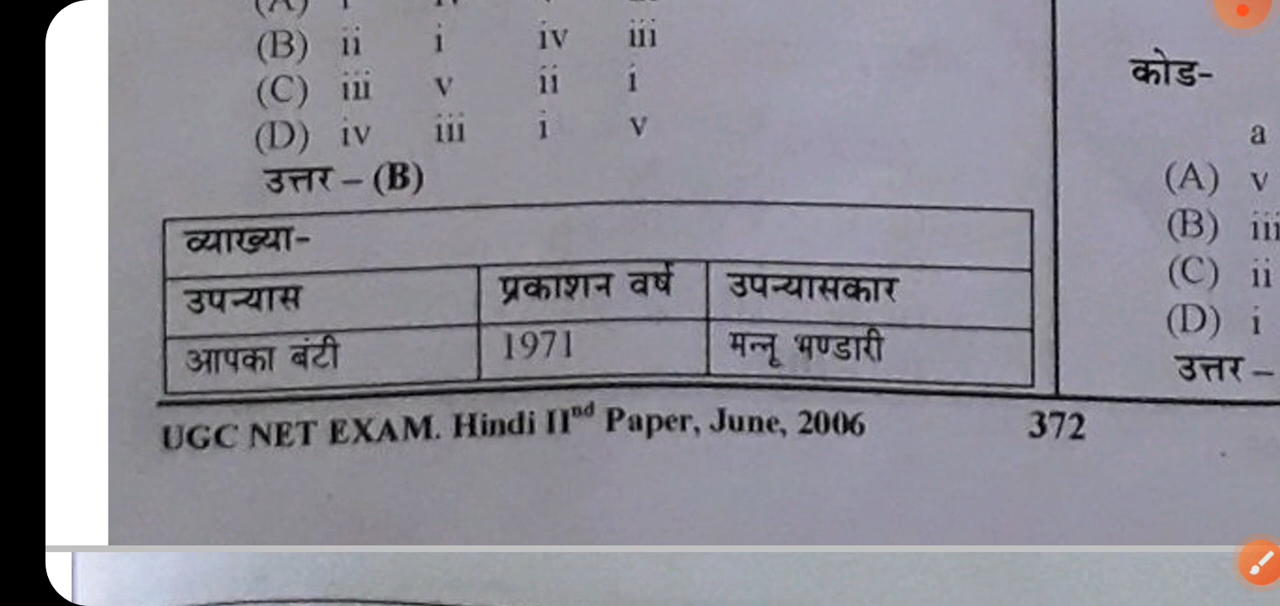 (B) ii i iv iii
(C) iii v ii i
(D) iv iii i v
उत्तर – (B)
व्याख्या-
उपन्यास प्रकाशन वर्ष उपन्यासकार
आपका बंटी 1971 मन्नू भण्डारी
UGC NET EXAM. Hindi IInd Paper, June, 2006 372
कोड-
a
(A) v
(B) iii
(C) ii
(D) i
उत्तर –